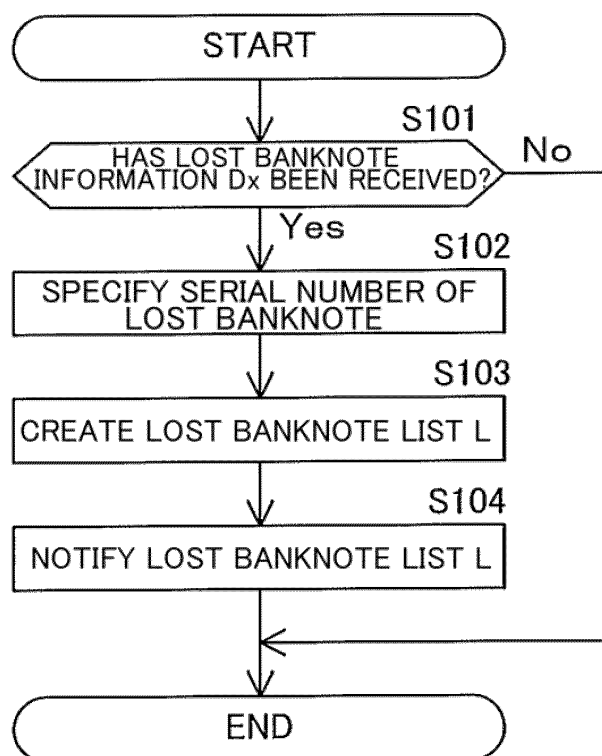 START
S101
HAS LOST BANKNOTE
INFORMATION Dx BEEN RECEIVED?
No
Yes
S102
SPECIFY SERIAL NUMBER OF
LOST BANKNOTE
S103
CREATE LOST BANKNOTE LIST L
S104
NOTIFY LOST BANKNOTE LIST L
END